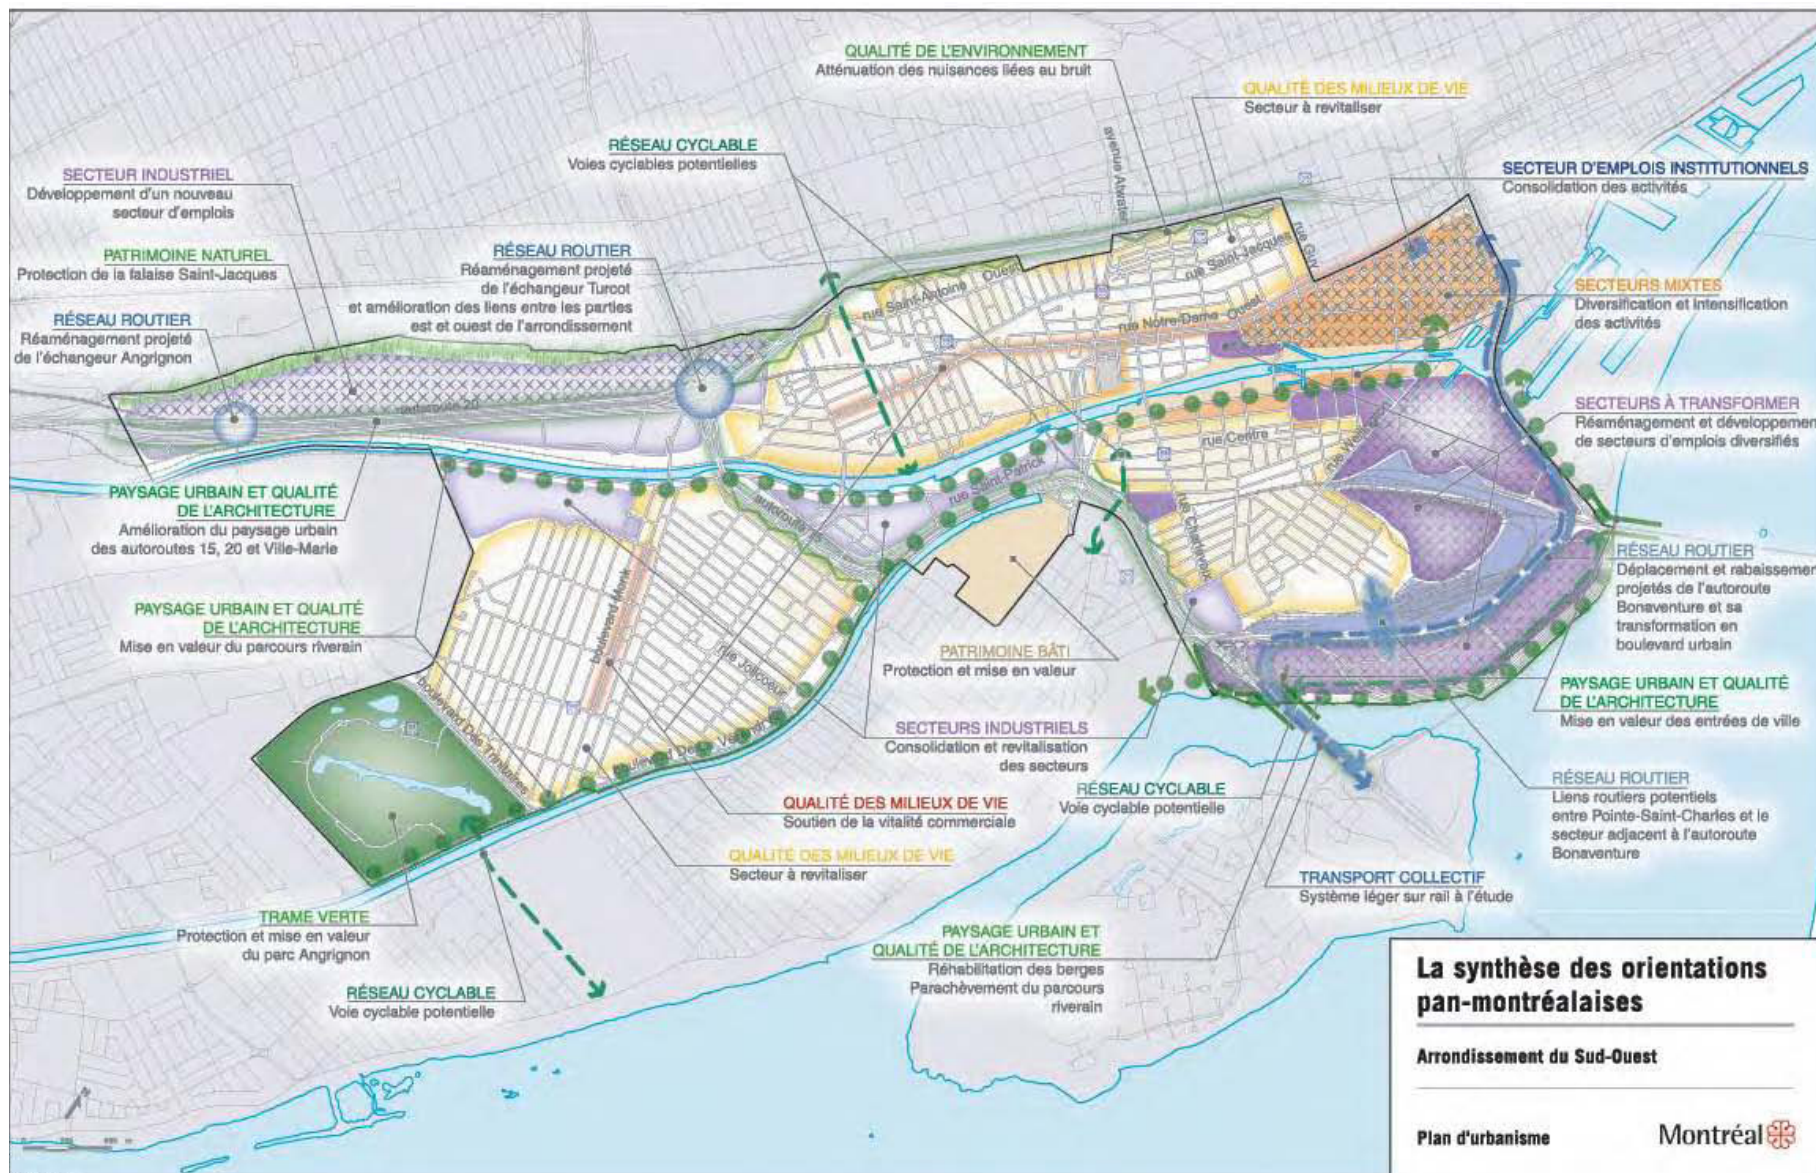 QUALITÉ DE L'ENVIRONNEMENT
Atténuation des nuisances liées au bruit
QUALITÉ DES MILIEUX DE VIE
Secteur à revitaliser
RÉSEAU CYCLABLE
Voies cyclables potentielles
avenue Atwater
SECTEUR D'EMPLOIS INSTITUTIONNELS
Consolidation des activités
SECTEUR INDUSTRIEL
Développement d'un nouveau
secteur d'emplois
PATRIMOINE NATUREL
Protection de la falaise Saint-Jacques
RÉSEAU ROUTIER
Réaménagement projeté
de l'échangeur Turcot
et amélioration des liens entre les parties
est et ouest de l'arrondissement
RÉSEAU ROUTIER
Réaménagement projeté
de l'échangeur Angrignon
rue Saint-Antoine Ouest
rue Saint-Jacques
rue Guy
rue Notre-Dame Ouest
SECTEURS MIXTES
Diversification et intensification
des activités
autoroute 20
SECTEURS À TRANSFORMER
Réaménagement et développement
de secteurs d'emplois diversifiés
rue Centre
rue Wellington
rue Saint-Patrick
autoroute
rue Charlevoix
PAYSAGE URBAIN ET QUALITÉ
DE L'ARCHITECTURE
Amélioration du paysage urbain
des autoroutes 15, 20 et Ville-Marie
RÉSEAU ROUTIER
Déplacement et rabaissement
projetés de l'autoroute
Bonaventure et sa
transformation en
boulevard urbain
PAYSAGE URBAIN ET QUALITÉ
DE L'ARCHITECTURE
Mise en valeur du parcours riverain
boulevard Monk
rue Jolicoeur
PATRIMOINE BÂTI
Protection et mise en valeur
boulevard Des Trinitaires
boulevard De La Vérendrye
PAYSAGE URBAIN ET QUALITÉ
DE L'ARCHITECTURE
Mise en valeur des entrées de ville
SECTEURS INDUSTRIELS
Consolidation et revitalisation
des secteurs
RÉSEAU CYCLABLE
Voie cyclable potentielle
RÉSEAU ROUTIER
Liens routiers potentiels
entre Pointe-Saint-Charles et le
secteur adjacent à l'autoroute
Bonaventure
QUALITÉ DES MILIEUX DE VIE
Soutien de la vitalité commerciale
QUALITÉ DES MILIEUX DE VIE
Secteur à revitaliser
TRANSPORT COLLECTIF
Système léger sur rail à l'étude
TRAME VERTE
Protection et mise en valeur
du parc Angrignon
PAYSAGE URBAIN ET
QUALITÉ DE L'ARCHITECTURE
Réhabilitation des berges
Parachèvement du parcours
riverain
RÉSEAU CYCLABLE
Voie cyclable potentielle
La synthèse des orientations
pan-montréalaises
Arrondissement du Sud-Ouest
Plan d'urbanisme
Montréal